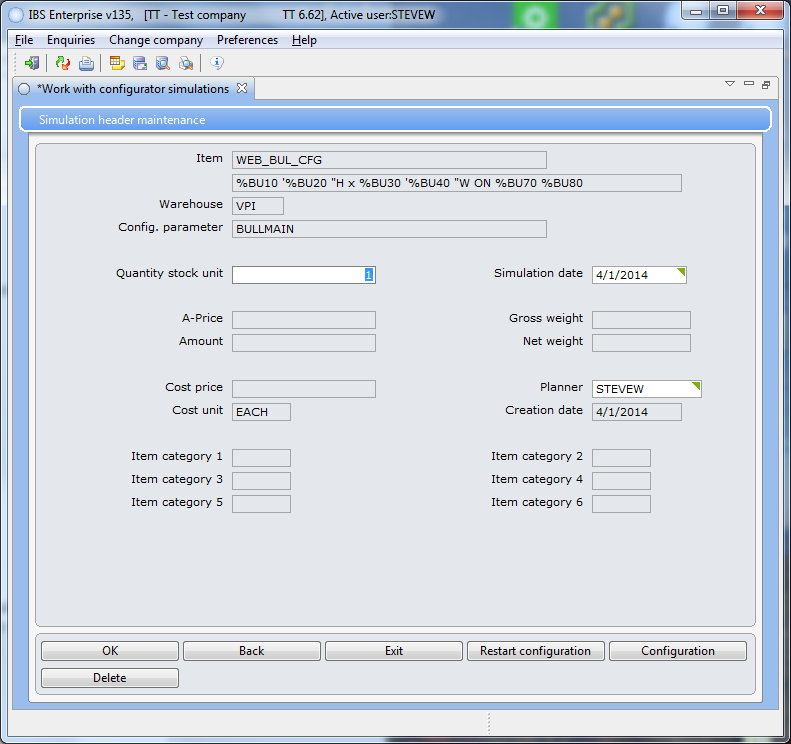 IBS Enterprise v135, [TT - Test company TT 6.62], Active user:STEVEW
File Enquiries Change company Preferences Help
*Work with configurator simulations
Simulation header maintenance
Item WEB_BUL_CFG
%BU10 '%BU20 "H x %BU30 '%BU40 "W ON %BU70 %BU80
Warehouse VPI
Config. parameter BULLMAIN
Quantity stock unit 1 Simulation date 4/1/2014
A-Price Gross weight
Amount Net weight
Cost price Planner STEVEW
Cost unit EACH Creation date 4/1/2014
Item category 1 Item category 2
Item category 3 Item category 4
Item category 5 Item category 6
OK Back Exit Restart configuration Configuration
Delete